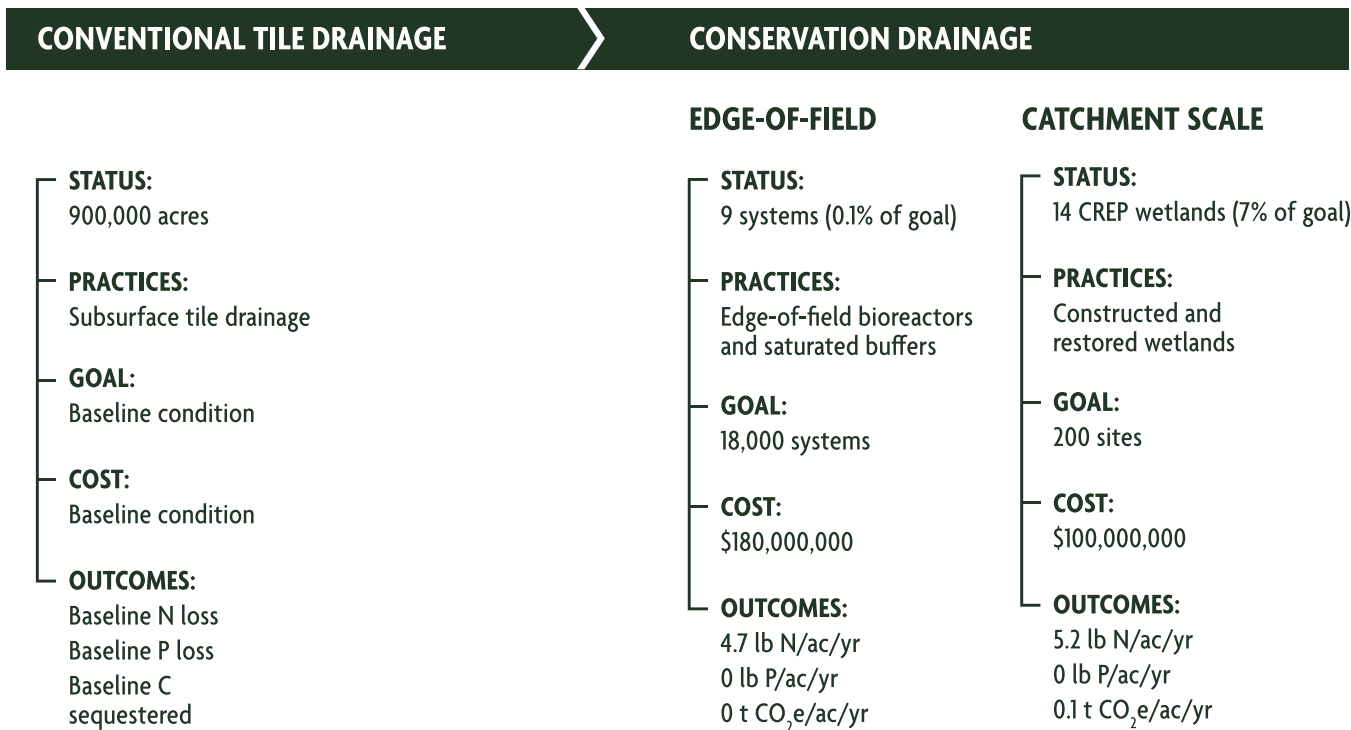 CONVENTIONAL TILE DRAINAGE
CONSERVATION DRAINAGE
STATUS:
900,000 acres
PRACTICES:
Subsurface tile drainage
GOAL:
Baseline condition
COST:
Baseline condition
OUTCOMES:
Baseline N loss
Baseline P loss
Baseline C
sequestered
EDGE-OF-FIELD
STATUS:
9 systems (0.1% of goal)
PRACTICES:
Edge-of-field bioreactors
and saturated buffers
GOAL:
18,000 systems
COST:
$180,000,000
OUTCOMES:
4.7 lb N/ac/yr
0 lb P/ac/yr
0 t CO₂e/ac/yr
CATCHMENT SCALE
STATUS:
14 CREP wetlands (7% of goal)
PRACTICES:
Constructed and
restored wetlands
GOAL:
200 sites
COST:
$100,000,000
OUTCOMES:
5.2 lb N/ac/yr
0 lb P/ac/yr
0.1 t CO₂e/ac/yr